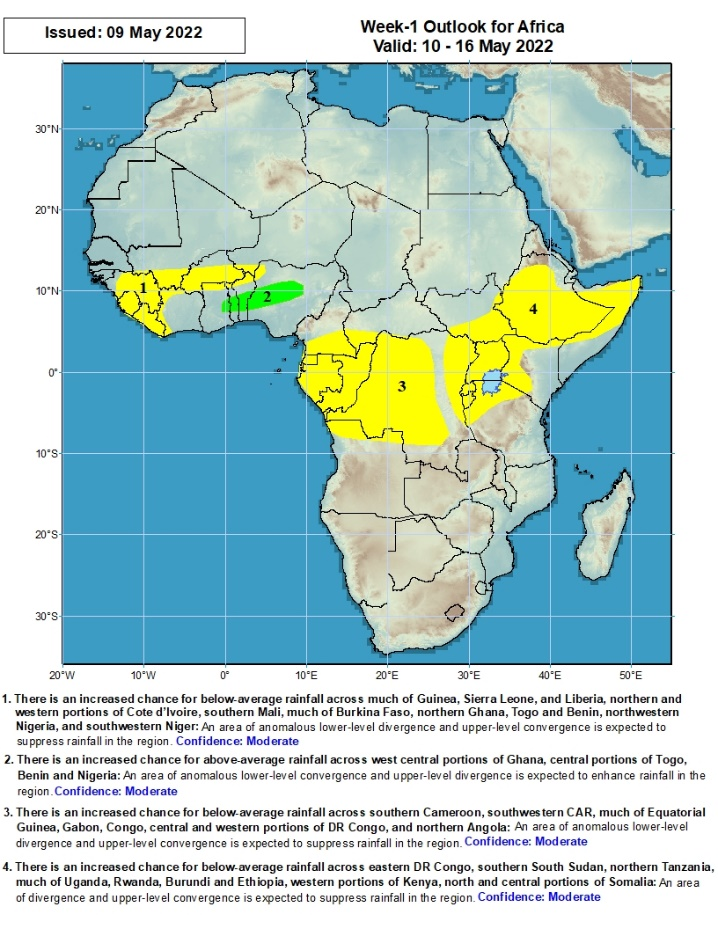 Issued: 09 May 2022
Week-1 Outlook for Africa
Valid: 10 - 16 May 2022
30°N
20°N
10°N
0°
10°S
20°S
30°S
1
2
3
4
20°W 10°W 0° 10°E 20°E 30°E 40°E 50°E
1. There is an increased chance for below-average rainfall across much of Guinea, Sierra Leone, and Liberia, northern and
western portions of Cote d'Ivoire, southern Mali, much of Burkina Faso, northern Ghana, Togo and Benin, northwestern
Nigeria, and southwestern Niger: An area of anomalous lower-level divergence and upper-level convergence is expected to
suppress rainfall in the region. Confidence: Moderate
2. There is an increased chance for above-average rainfall across west central portions of Ghana, central portions of Togo,
Benin and Nigeria: An area of anomalous lower-level convergence and upper-level divergence is expected to enhance rainfall in the
region. Confidence: Moderate
3. There is an increased chance for below-average rainfall across southern Cameroon, southwestern CAR, much of Equatorial
Guinea, Gabon, Congo, central and western portions of DR Congo, and northern Angola: An area of anomalous lower-level
divergence and upper-level convergence is expected to suppress rainfall in the region. Confidence: Moderate
4. There is an increased chance for below-average rainfall across eastern DR Congo, southern South Sudan, northern Tanzania,
much of Uganda, Rwanda, Burundi and Ethiopia, western portions of Kenya, north and central portions of Somalia: An area
of divergence and upper-level convergence is expected to suppress rainfall in the region. Confidence: Moderate